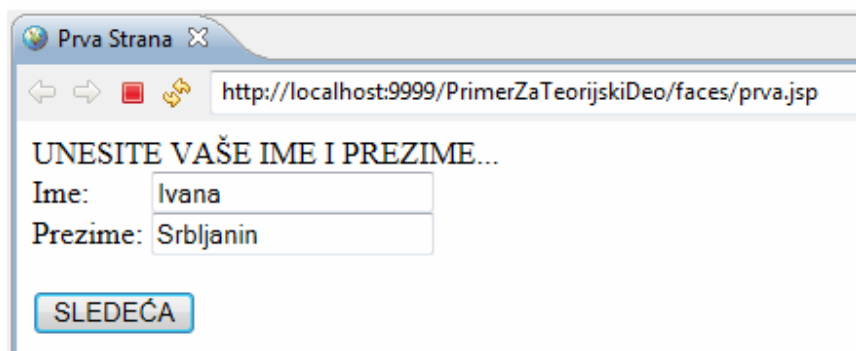 Prva Strana
http://localhost:9999/PrimerZaTeorijskiDeo/faces/prva.jsp
UNESITE VAŠE IME I PREZIME...
Ime: Ivana
Prezime: Srbljanin
SLEDEĆA